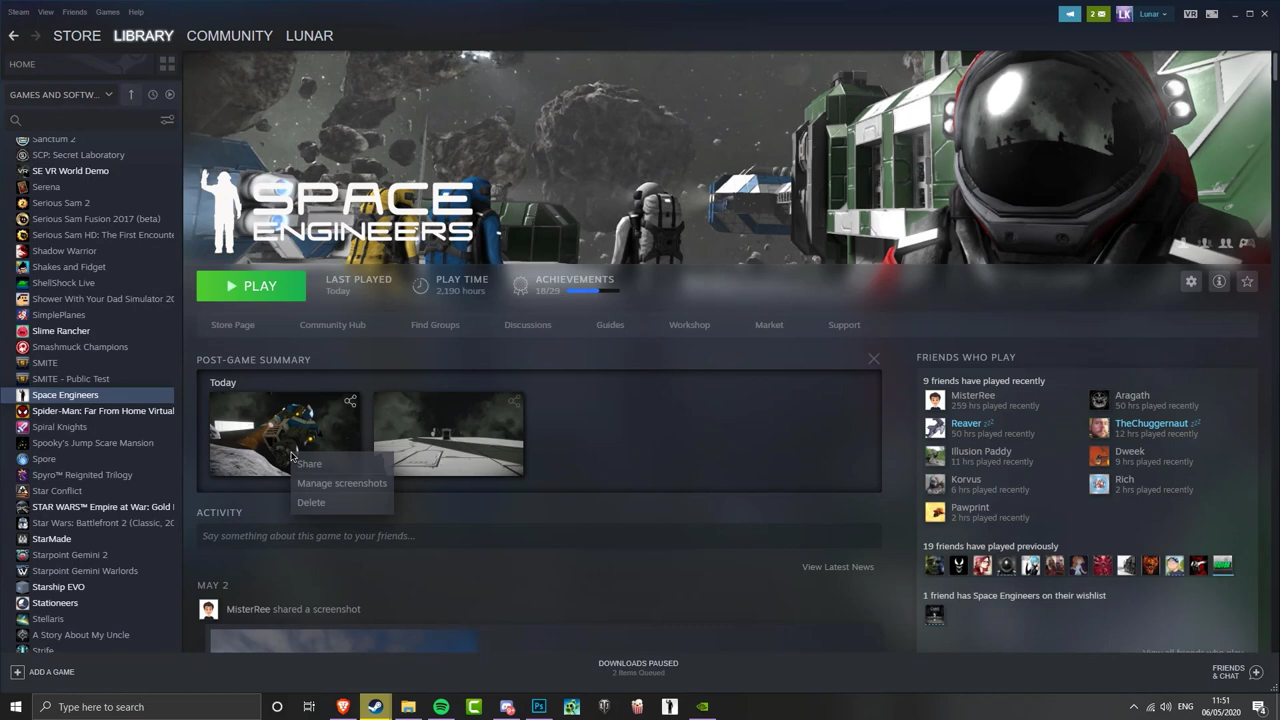 Steam View Friends Games Help
2
LK
Lunar
VR
STORE LIBRARY COMMUNITY LUNAR
HOME
GAMES AND SOFTW...
Sanctum 2
SCP: Secret Laboratory
SE VR World Demo
Serena
Serious Sam 2
Serious Sam Fusion 2017 (beta)
Serious Sam HD: The First Encounte
Shadow Warrior
Shakes and Fidget
ShellShock Live
Shower With Your Dad Simulator 20
SimplePlanes
Slime Rancher
Smashmuck Champions
SMITE
SMITE - Public Test
Space Engineers
Spider-Man: Far From Home Virtual
Spiral Knights
Spooky's Jump Scare Mansion
Spore
Spyro™ Reignited Trilogy
Star Conflict
STAR WARS™ Empire at War: Gold
Star Wars: Battlefront 2 (Classic, 20
StarMade
Starpoint Gemini 2
Starpoint Gemini Warlords
Starship EVO
Stationeers
Stellaris
A Story About My Uncle
Strife
SPACE
ENGINEERS
PLAY
LAST PLAYED
Today
PLAY TIME
2,190 hours
ACHIEVEMENTS
18/29
Store Page Community Hub Find Groups Discussions Guides Workshop Market Support
POST-GAME SUMMARY
Today
Share
Manage screenshots
Delete
ACTIVITY
Say something about this game to your friends...
View Latest News
MAY 2
MisterRee shared a screenshot
FRIENDS WHO PLAY
9 friends have played recently
MisterRee
259 hrs played recently
Aragath
50 hrs played recently
Reaver zzz
50 hrs played recently
TheChuggernaut zzz
12 hrs played recently
Illusion Paddy
11 hrs played recently
Dweek
9 hrs played recently
Korvus
6 hrs played recently
Rich
2 hrs played recently
Pawprint
2 hrs played recently
19 friends have played previously
1 friend has Space Engineers on their wishlist
View all friends who play
ADD A GAME
DOWNLOADS PAUSED
2 Items Queued
FRIENDS
& CHAT
Type here to search
ENG
11:51
06/05/2020
4